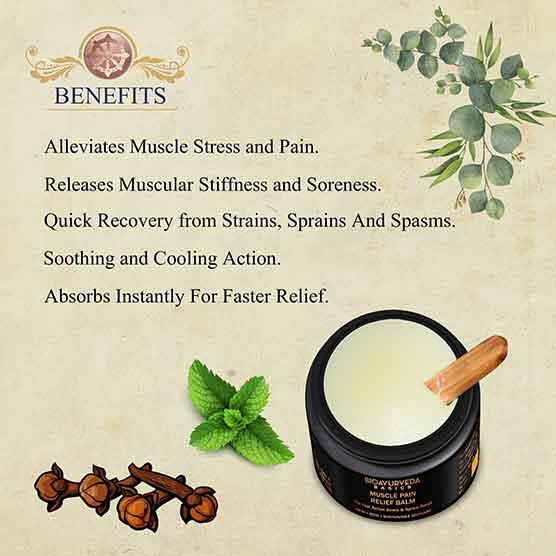 BENEFITS
Alleviates Muscle Stress and Pain.
Releases Muscular Stiffness and Soreness.
Quick Recovery from Strains, Sprains And Spasms.
Soothing and Cooling Action.
Absorbs Instantly For Faster Relief.
BIOAYURVEDA
BASICS
MUSCLE PAIN
RELIEF BALM